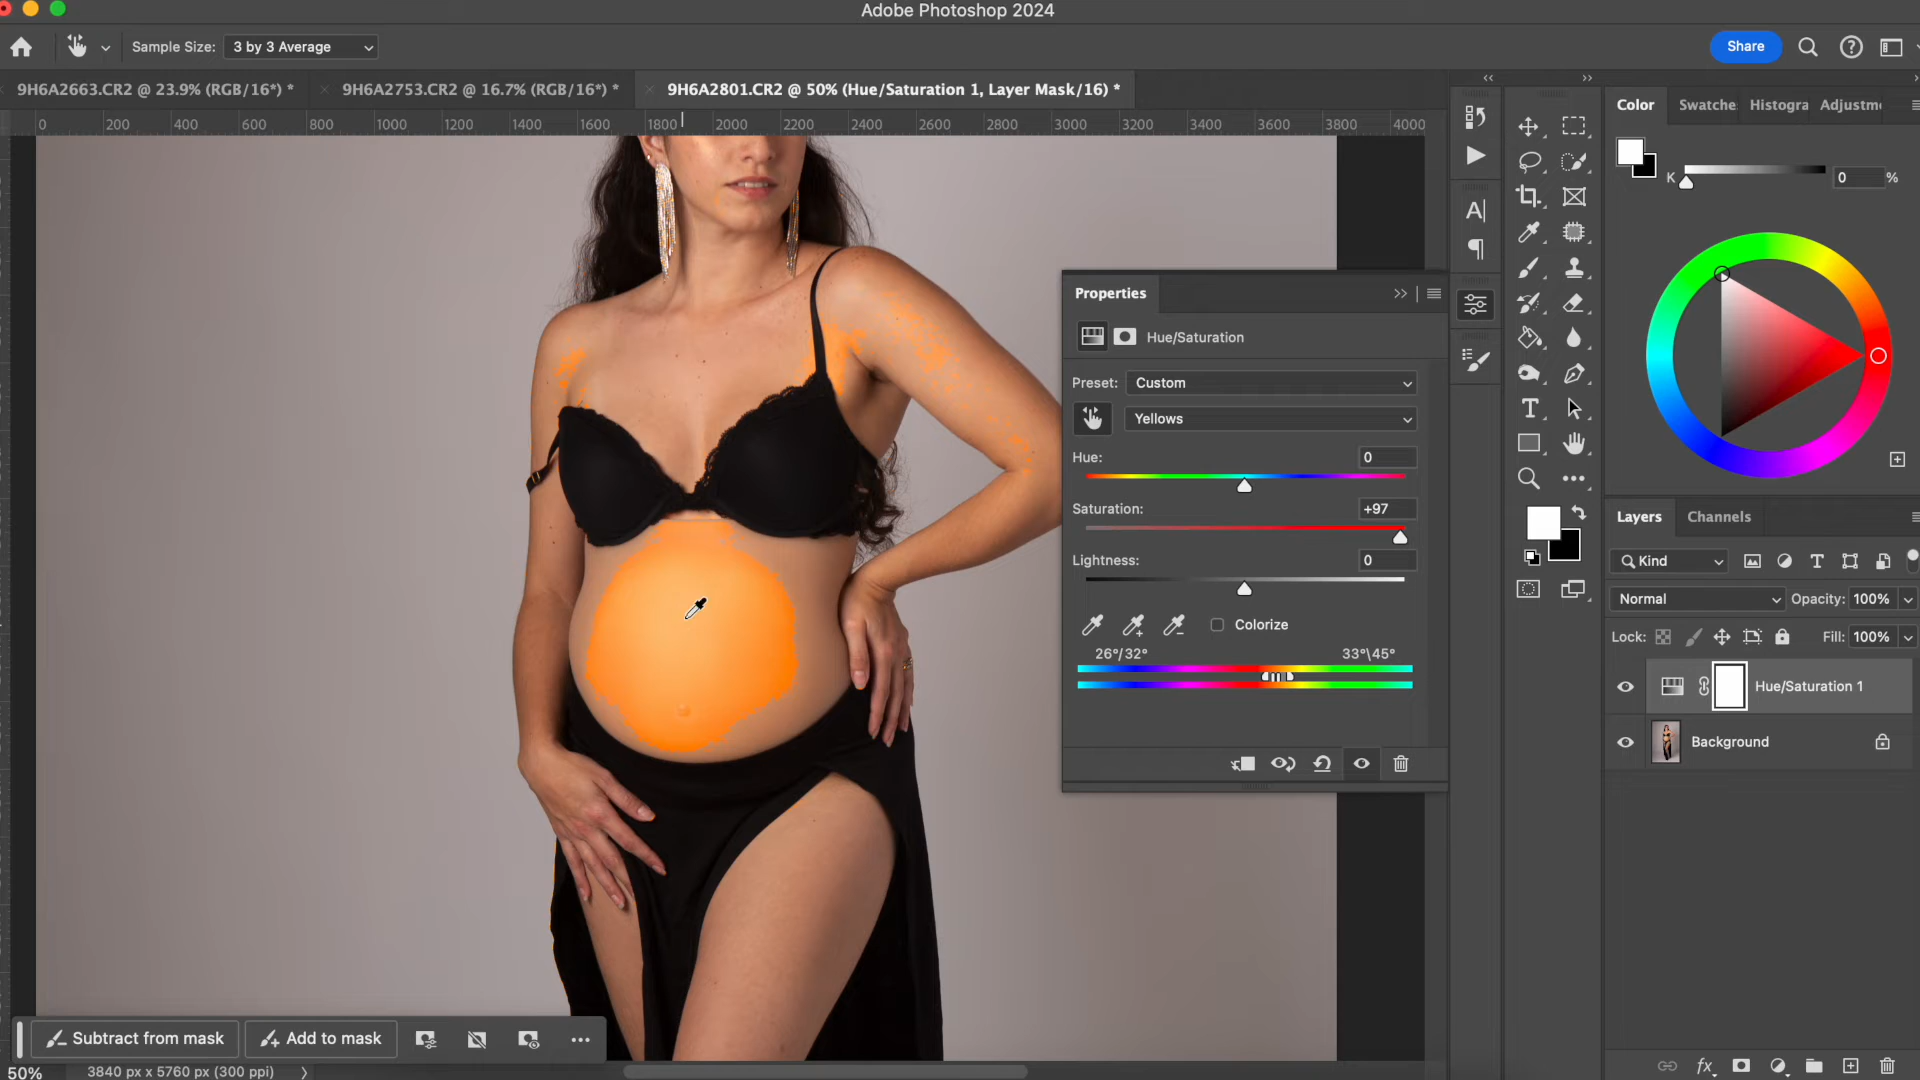 Adobe Photoshop 2024
Sample Size: 3 by 3 Average
Share
9H6A2663.CR2 @ 23.9% (RGB/16*) *
9H6A2753.CR2 @ 16.7% (RGB/16*) *
9H6A2801.CR2 @ 50% (Hue/Saturation 1, Layer Mask/16) *
0 200 400 600 800 1000 1200 1400 1600 1800 2000 2200 2400 2600 2800 3000 3200 3400 3600 3800 4000
Color Swatche Histogra Adjustm
K 0 %
Properties
Hue/Saturation
Preset: Custom
Yellows
Hue: 0
Saturation: +97
Lightness: 0
Colorize
26°/32° 33°\45°
Layers Channels
Kind
Normal Opacity: 100%
Lock: Fill: 100%
Hue/Saturation 1
Background
Subtract from mask
Add to mask
50% 3840 px x 5760 px (300 ppi)